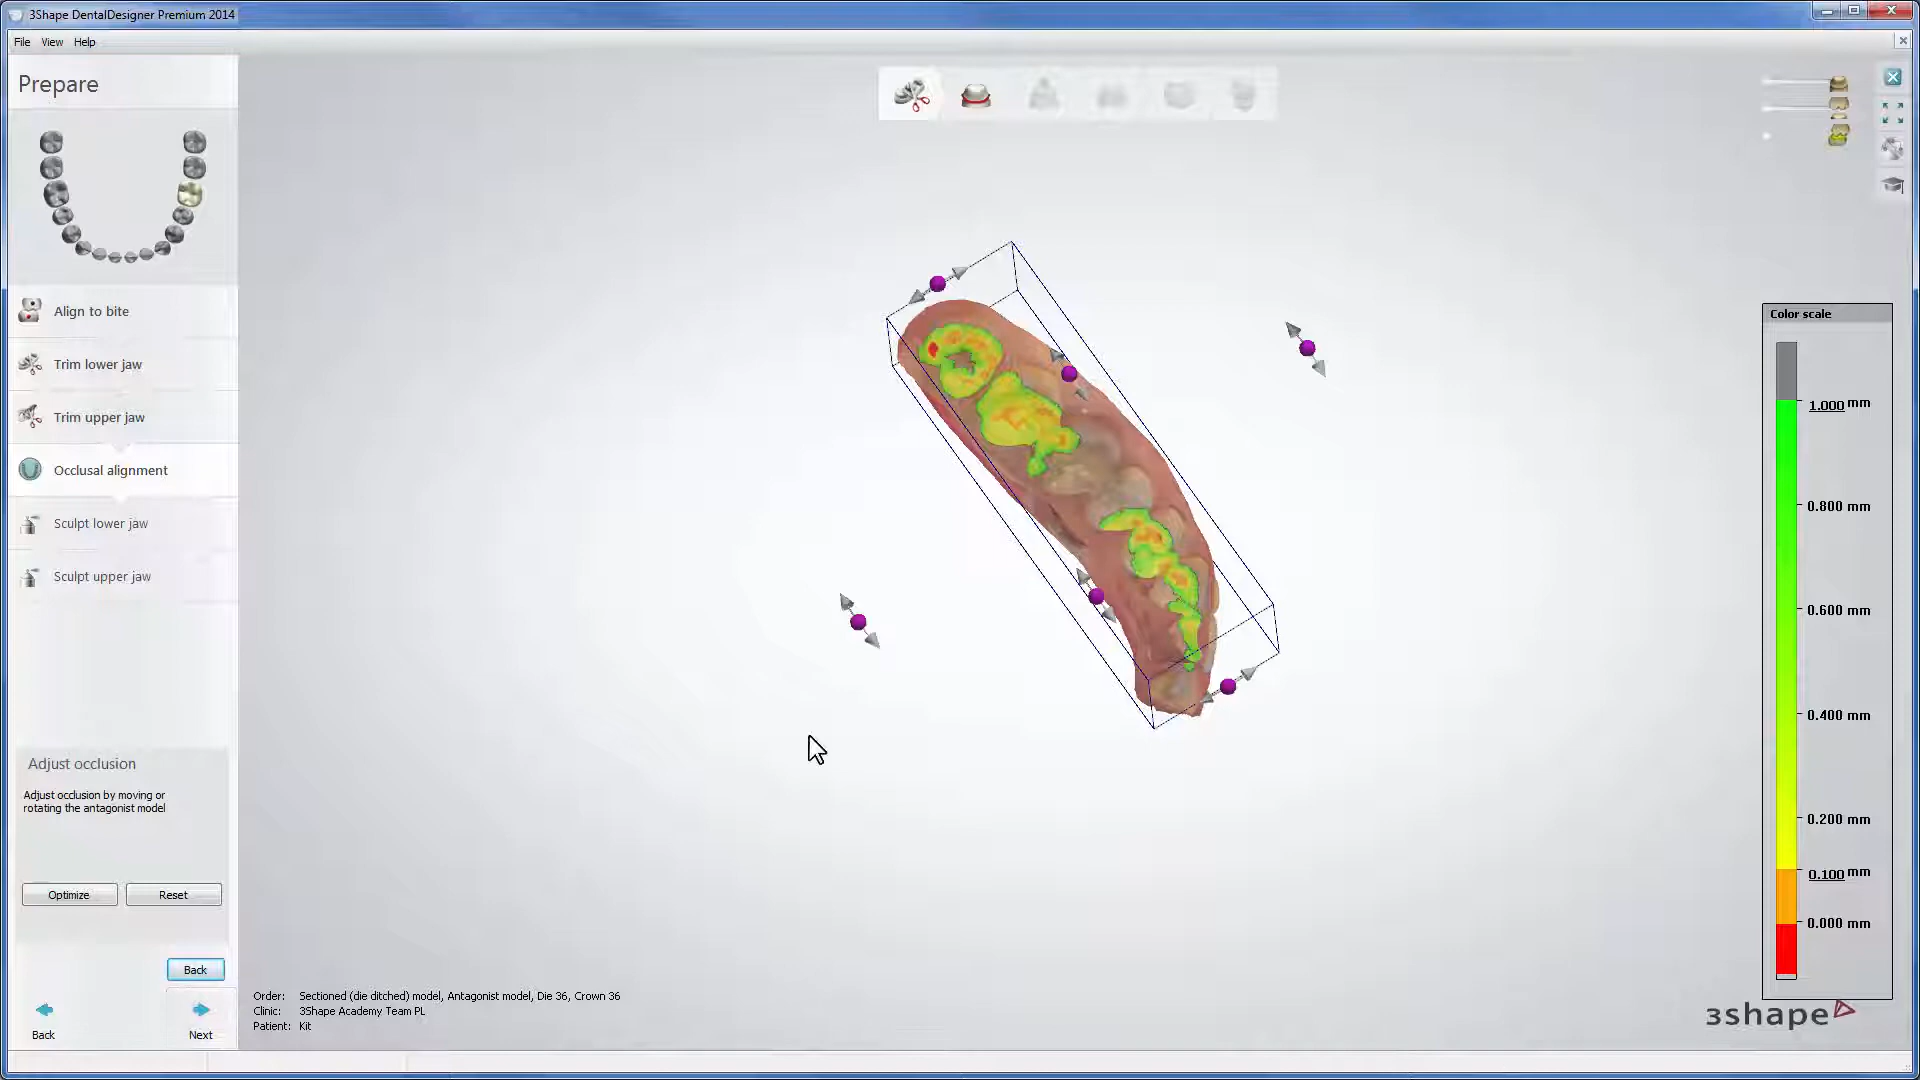 3Shape DentalDesigner Premium 2014
File View Help
Prepare
Align to bite
Trim lower jaw
Trim upper jaw
Occlusal alignment
Sculpt lower jaw
Sculpt upper jaw
Adjust occlusion
Adjust occlusion by moving or
rotating the antagonist model
Optimize Reset
Back
Back Next
Order: Sectioned (die ditched) model, Antagonist model, Die 36, Crown 36
Clinic: 3Shape Academy Team PL
Patient: Kit
Color scale
1.000 mm
0.800 mm
0.600 mm
0.400 mm
0.200 mm
0.100 mm
0.000 mm
3shape